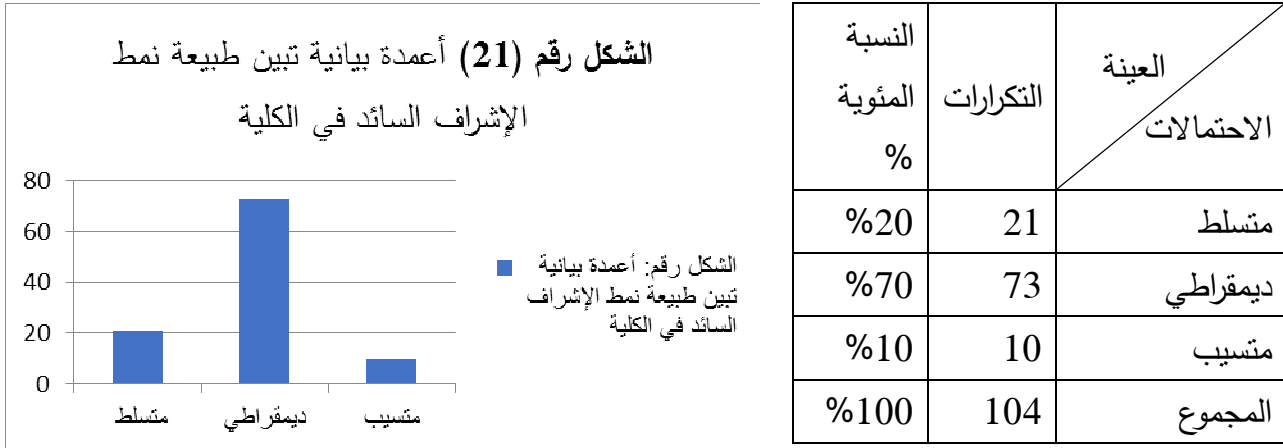 الشكل رقم (21) أعمدة بيانية تبين طبيعة نمط
الإشراف السائد في الكلية
80
60
40
20
0
متسلط
ديمقراطي
متسيب
الشكل رقم: أعمدة بيانية
تبين طبيعة نمط الإشراف
السائد في الكلية
العينة
الاحتمالات
التكرارات
النسبة
المئوية
%
متسلط 21 20%
ديمقراطي 73 70%
متسيب 10 10%
المجموع 104 100%